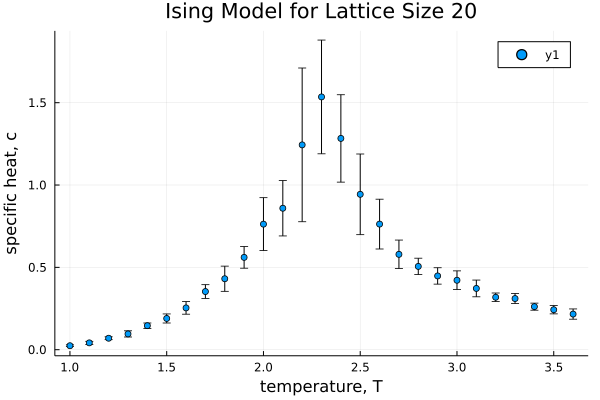 Ising Model for Lattice Size 20
y1
specific heat, c
1.5
1.0
0.5
0.0
1.0 1.5 2.0 2.5 3.0 3.5
temperature, T